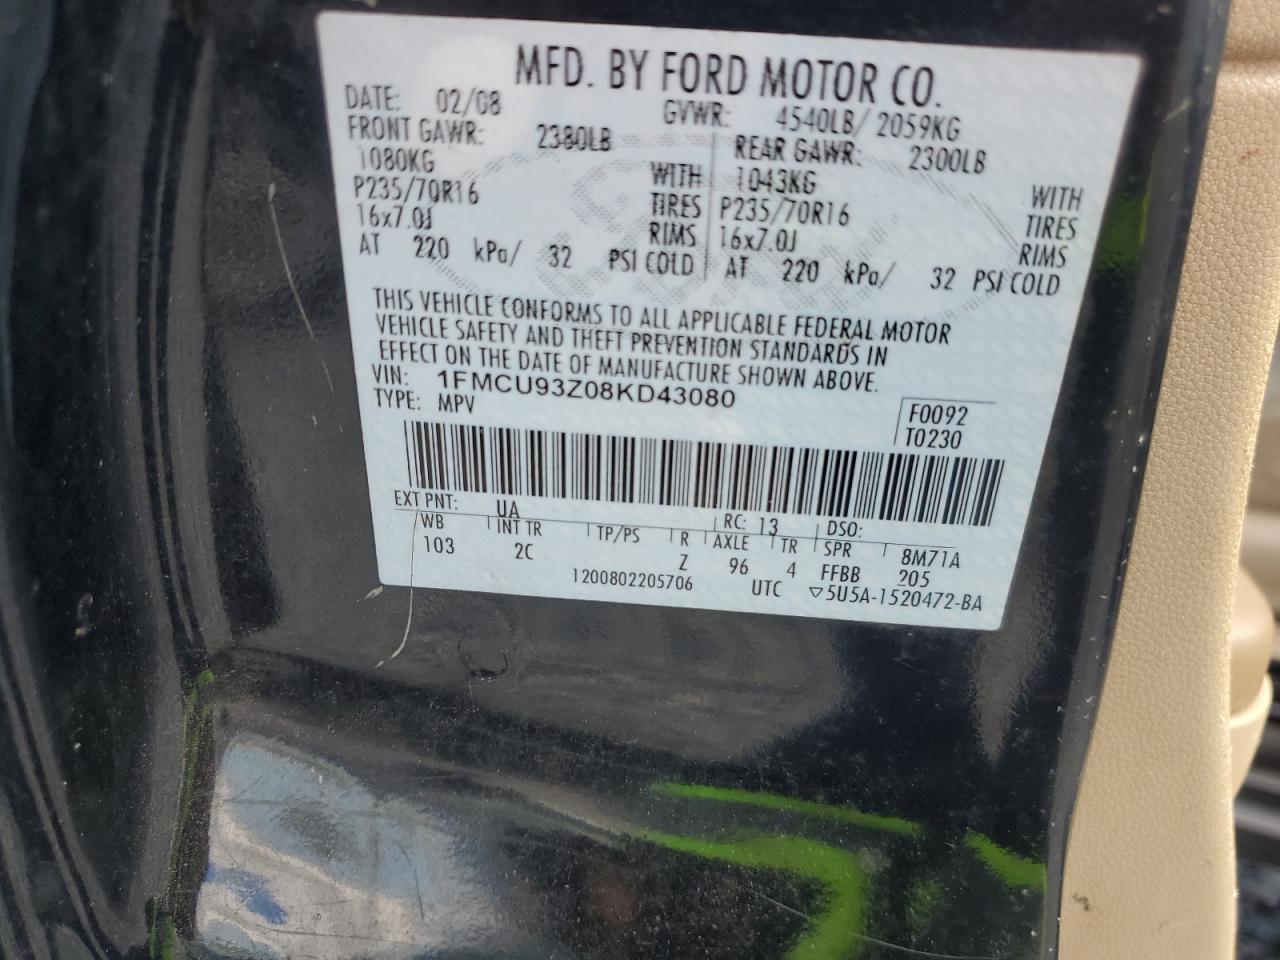 MFD. BY FORD MOTOR CO.
DATE: 02/08 GVWR: 4540LB/ 2059KG
FRONT GAWR: 2380LB REAR GAWR: 2300LB
1080KG WITH 1043KG WITH
P235/70R16 TIRES P235/70R16 TIRES
16x7.0J RIMS 16x7.0J RIMS
AT 220 kPa/ 32 PSI COLD AT 220 kPa/ 32 PSI COLD
THIS VEHICLE CONFORMS TO ALL APPLICABLE FEDERAL MOTOR
VEHICLE SAFETY AND THEFT PREVENTION STANDARDS IN
EFFECT ON THE DATE OF MANUFACTURE SHOWN ABOVE.
VIN: 1FMCU93Z08KD43080
TYPE: MPV
F0092
T0230
EXT PNT: UA RC: 13 DSO:
WB INT TR TP/PS R AXLE TR SPR 8M71A
103 2C Z 96 4 FFBB 205
1200802205706 UTC ▽5U5A-1520472-BA